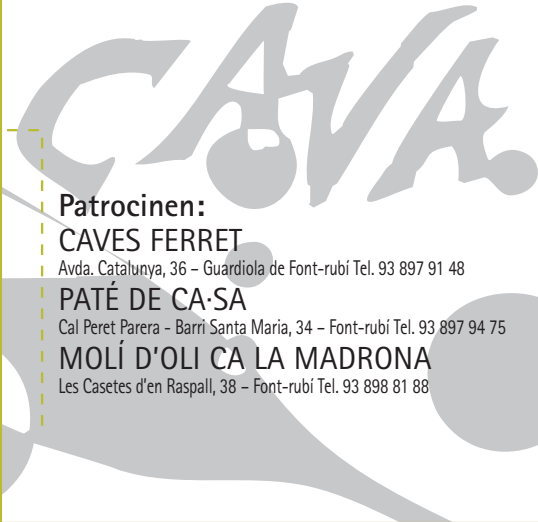 CAVA
Patrocinen:
CAVES FERRET
Avda. Catalunya, 36 – Guardiola de Font-rubí Tel. 93 897 91 48
PATÉ DE CA·SA
Cal Peret Parera - Barri Santa Maria, 34 – Font-rubí Tel. 93 897 94 75
MOLÍ D'OLI CA LA MADRONA
Les Casetes d'en Raspall, 38 – Font-rubí Tel. 93 898 81 88